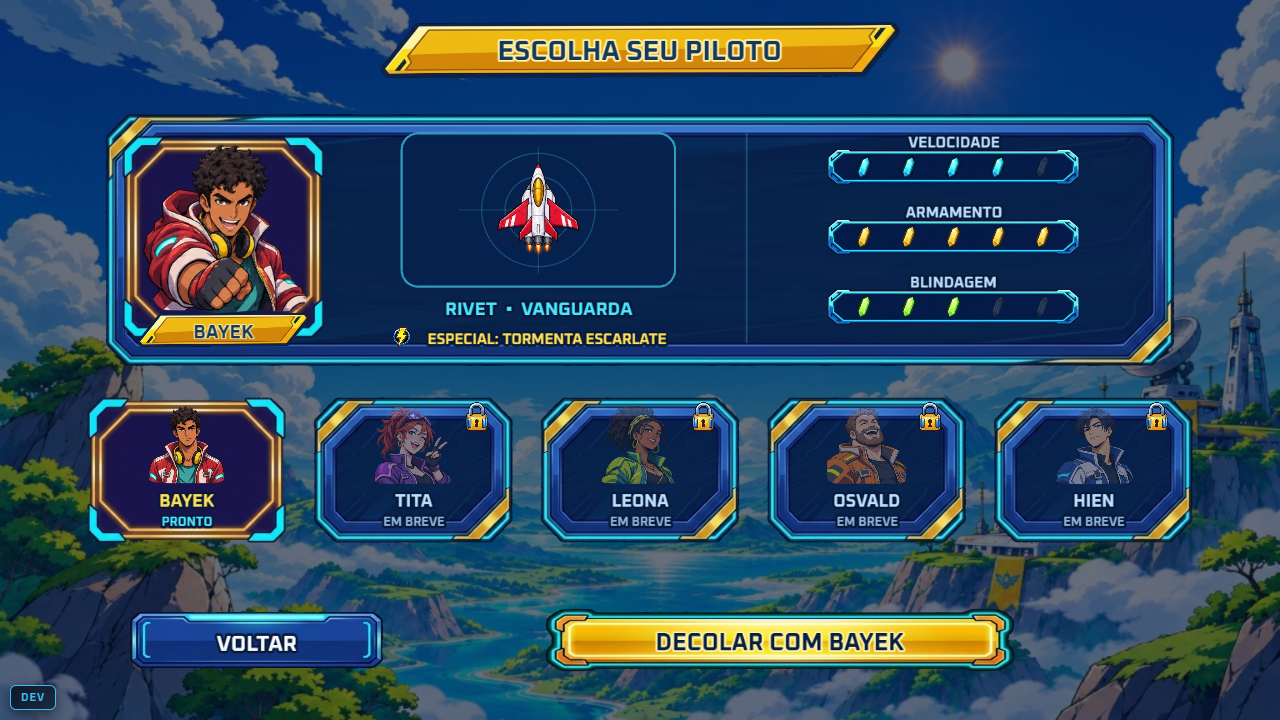 ESCOLHA SEU PILOTO
BAYEK
RIVET · VANGUARDA
ESPECIAL: TORMENTA ESCARLATE
VELOCIDADE
ARMAMENTO
BLINDAGEM
BAYEK
PRONTO
TITA
EM BREVE
LEONA
EM BREVE
OSVALD
EM BREVE
HIEN
EM BREVE
VOLTAR
DECOLAR COM BAYEK
DEV